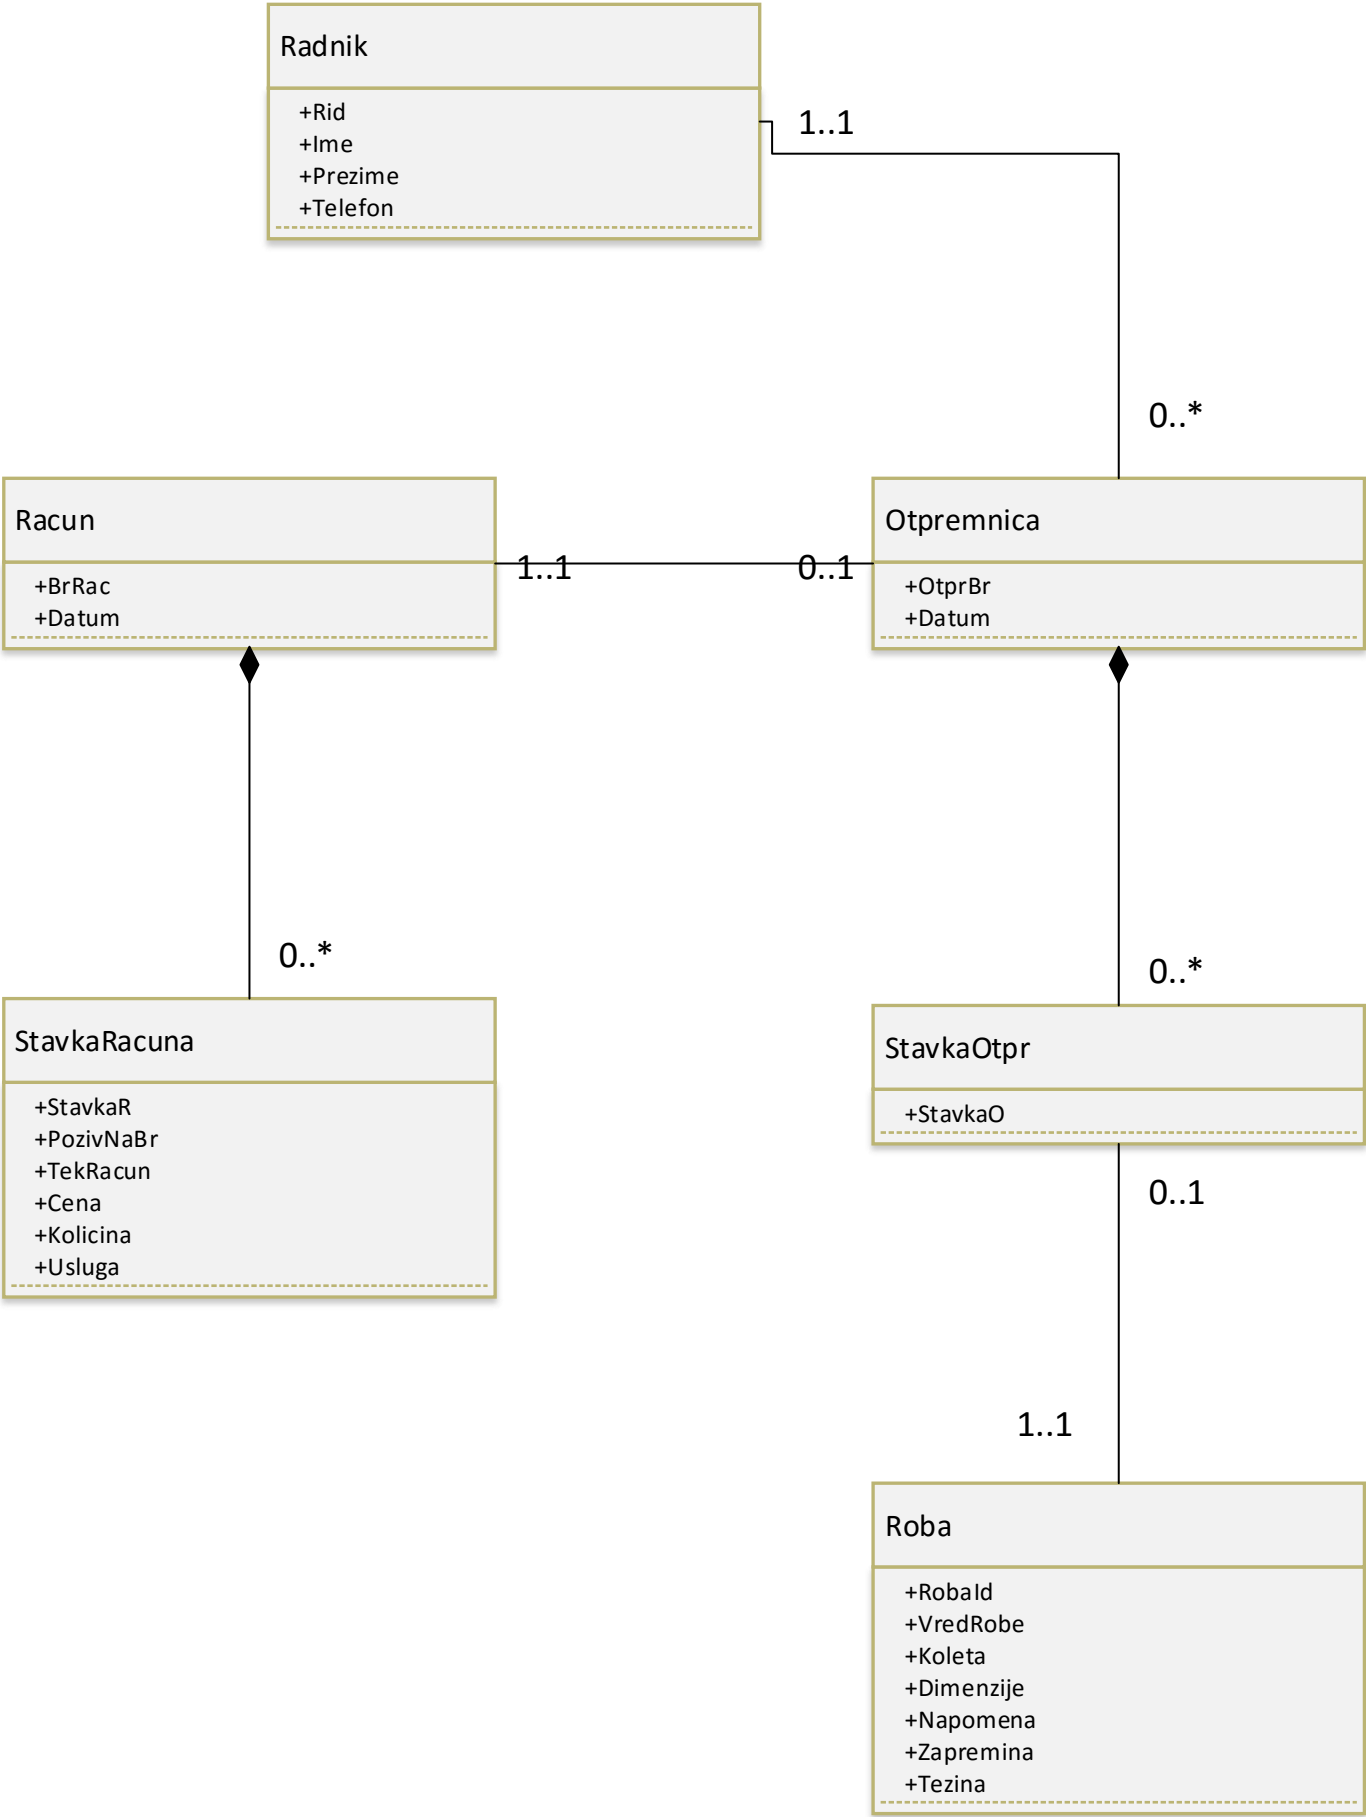 Radnik
+Rid
+Ime
+Prezime
+Telefon
1..1
0..*
Racun
+BrRac
+Datum
1..1
0..1
Otpremnica
+OtprBr
+Datum
0..*
0..*
StavkaRacuna
+StavkaR
+PozivNaBr
+TekRacun
+Cena
+Kolicina
+Usluga
StavkaOtpr
+StavkaO
0..1
1..1
Roba
+RobaId
+VredRobe
+Koleta
+Dimenzije
+Napomena
+Zapremina
+Tezina